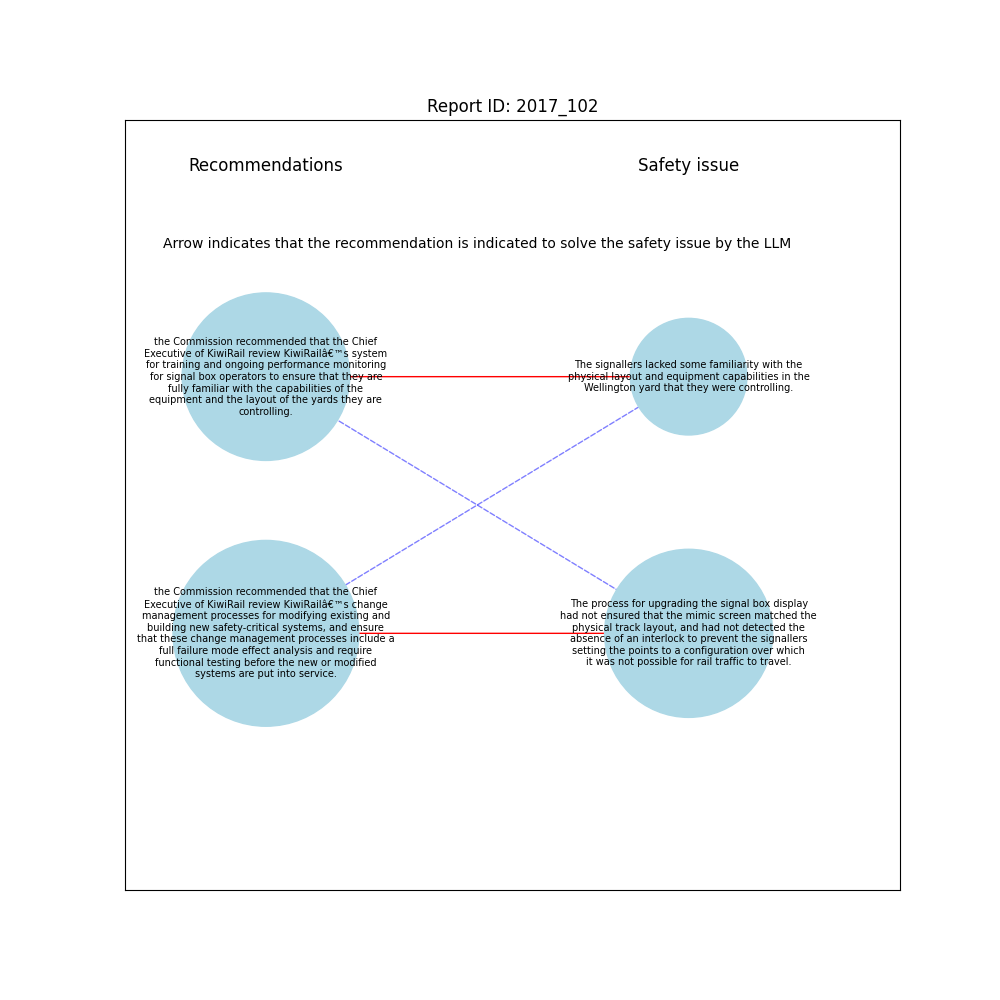 Report ID: 2017_102
Recommendations
Safety issue
Arrow indicates that the recommendation is indicated to solve the safety issue by the LLM
the Commission recommended that the Chief
Executive of KiwiRail review KiwiRailâ€™s system
for training and ongoing performance monitoring
for signal box operators to ensure that they are
fully familiar with the capabilities of the
equipment and the layout of the yards they are
controlling.
The signallers lacked some familiarity with the
physical layout and equipment capabilities in the
Wellington yard that they were controlling.
the Commission recommended that the Chief
Executive of KiwiRail review KiwiRailâ€™s change
management processes for modifying existing and
building new safety-critical systems, and ensure
that these change management processes include a
full failure mode effect analysis and require
functional testing before the new or modified
systems are put into service.
The process for upgrading the signal box display
had not ensured that the mimic screen matched the
physical track layout, and had not detected the
absence of an interlock to prevent the signallers
setting the points to a configuration over which
it was not possible for rail traffic to travel.